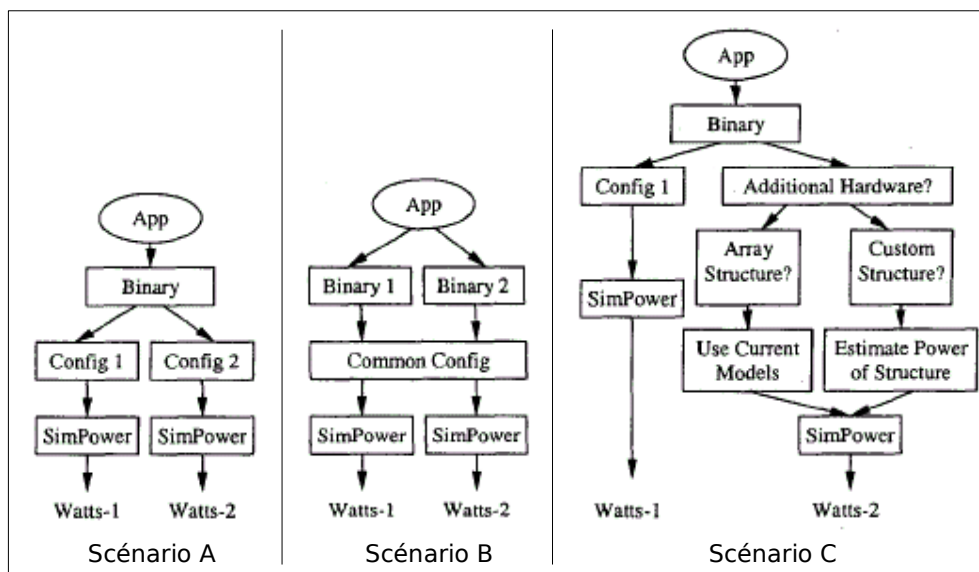 App
Binary
Config 1 Config 2
SimPower SimPower
Watts-1 Watts-2
Scénario A
App
Binary 1 Binary 2
Common Config
SimPower SimPower
Watts-1 Watts-2
Scénario B
App
Binary
Config 1 Additional Hardware?
Array
Structure?
Custom
Structure?
SimPower
Use Current
Models
Estimate Power
of Structure
SimPower
Watts-1 Watts-2
Scénario C